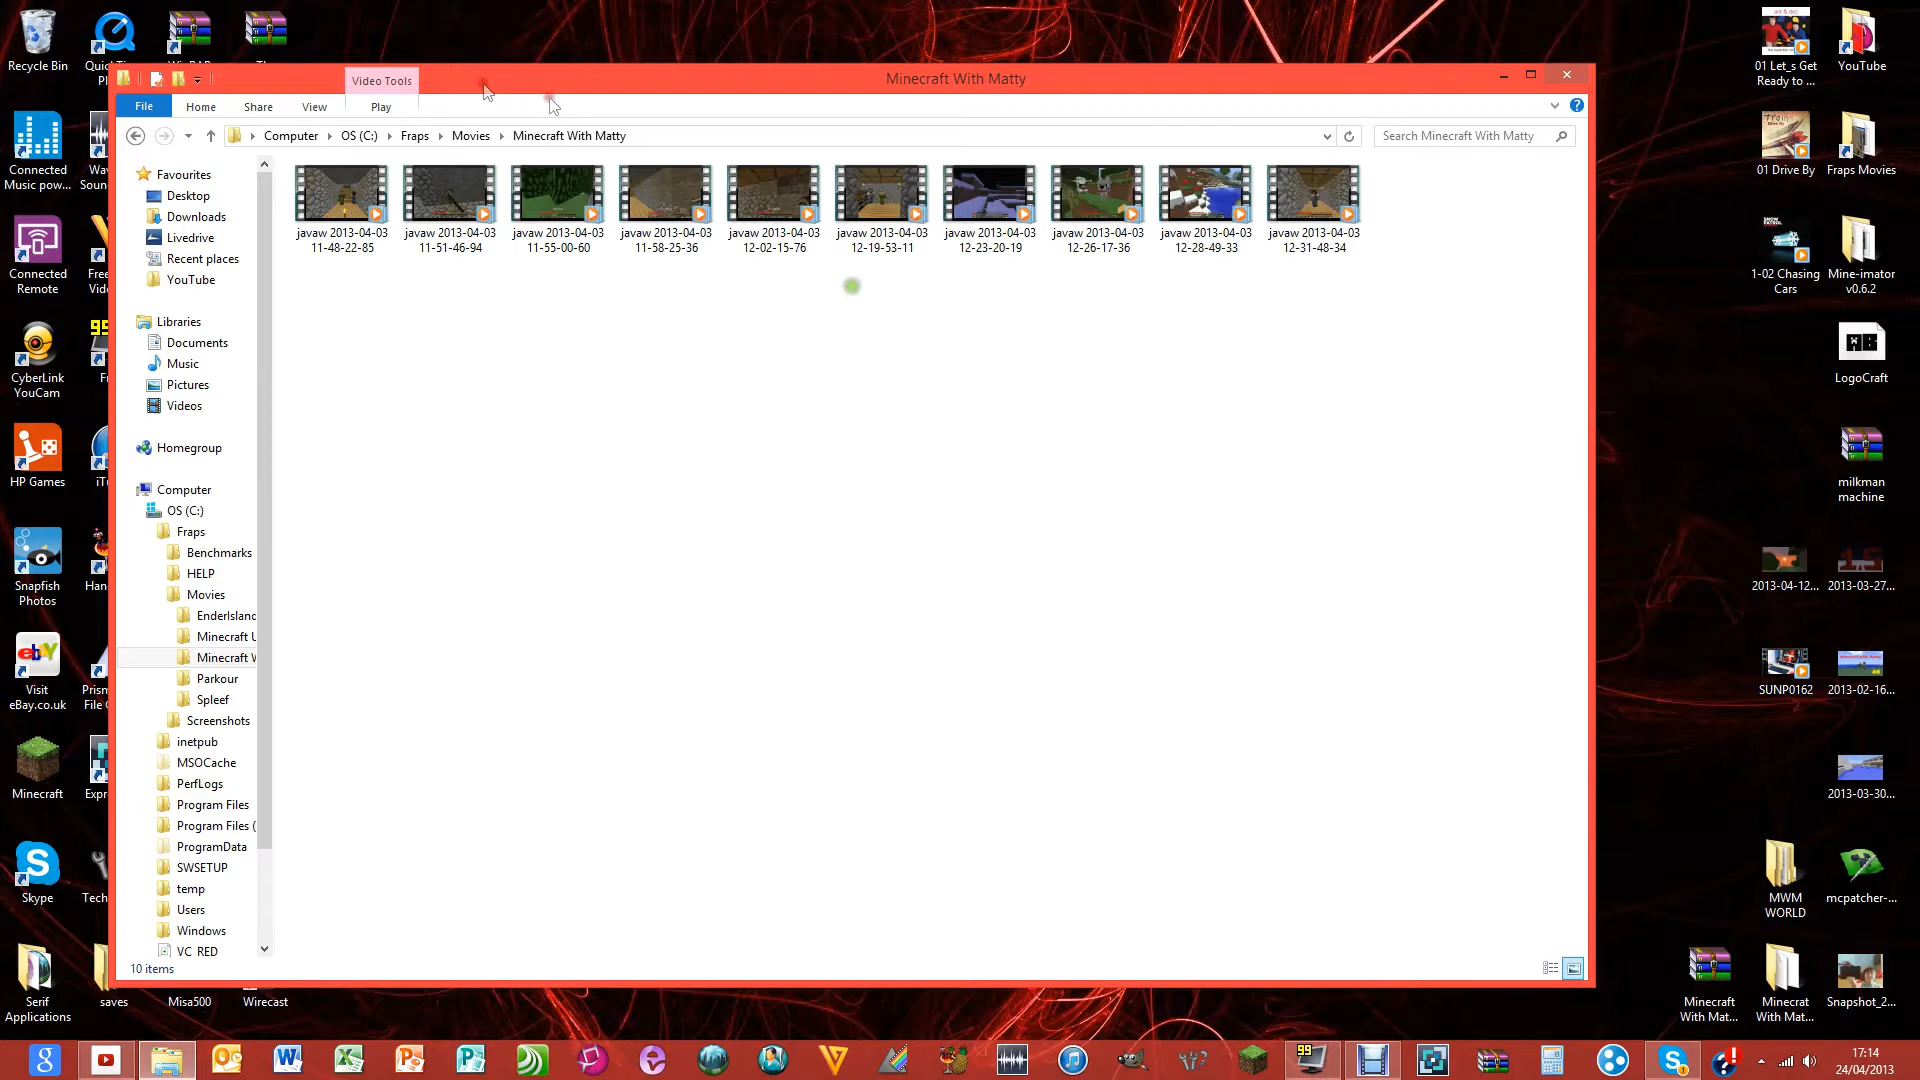 Recycle Bin
Video Tools
Minecraft With Matty
File
Home
Share
View
Play
Computer
OS (C:)
Fraps
Movies
Minecraft With Matty
Search Minecraft With Matty
Favourites
Desktop
Downloads
Livedrive
Recent places
YouTube
Libraries
Documents
Music
Pictures
Videos
Homegroup
Computer
OS (C:)
Fraps
Benchmarks
HELP
Movies
EnderIsland
Minecraft U
Minecraft W
Parkour
Spleef
Screenshots
inetpub
MSOCache
PerfLogs
Program Files
Program Files (
ProgramData
SWSETUP
temp
Users
Windows
VC_RED
10 items
javaw 2013-04-03
11-48-22-85
javaw 2013-04-03
11-51-46-94
javaw 2013-04-03
11-55-00-60
javaw 2013-04-03
11-58-25-36
javaw 2013-04-03
12-02-15-76
javaw 2013-04-03
12-19-53-11
javaw 2013-04-03
12-23-20-19
javaw 2013-04-03
12-26-17-36
javaw 2013-04-03
12-28-49-33
javaw 2013-04-03
12-31-48-34
Connected
Music pow...
Connected
Remote
CyberLink
YouCam
HP Games
Snapfish
Photos
Visit
eBay.co.uk
Minecraft
Skype
Serif
Applications
saves
Misa500
Wirecast
01 Let_s Get
Ready to ...
YouTube
01 Drive By
Fraps Movies
1-02 Chasing
Cars
Mine-imator
v0.6.2
LogoCraft
milkman
machine
2013-04-12...
2013-03-27...
SUNP0162
2013-02-16...
2013-03-30...
MWM
WORLD
mcpatcher-...
Minecraft
With Mat...
Minecrat
With Mat...
Snapshot_2...
17:14
24/04/2013